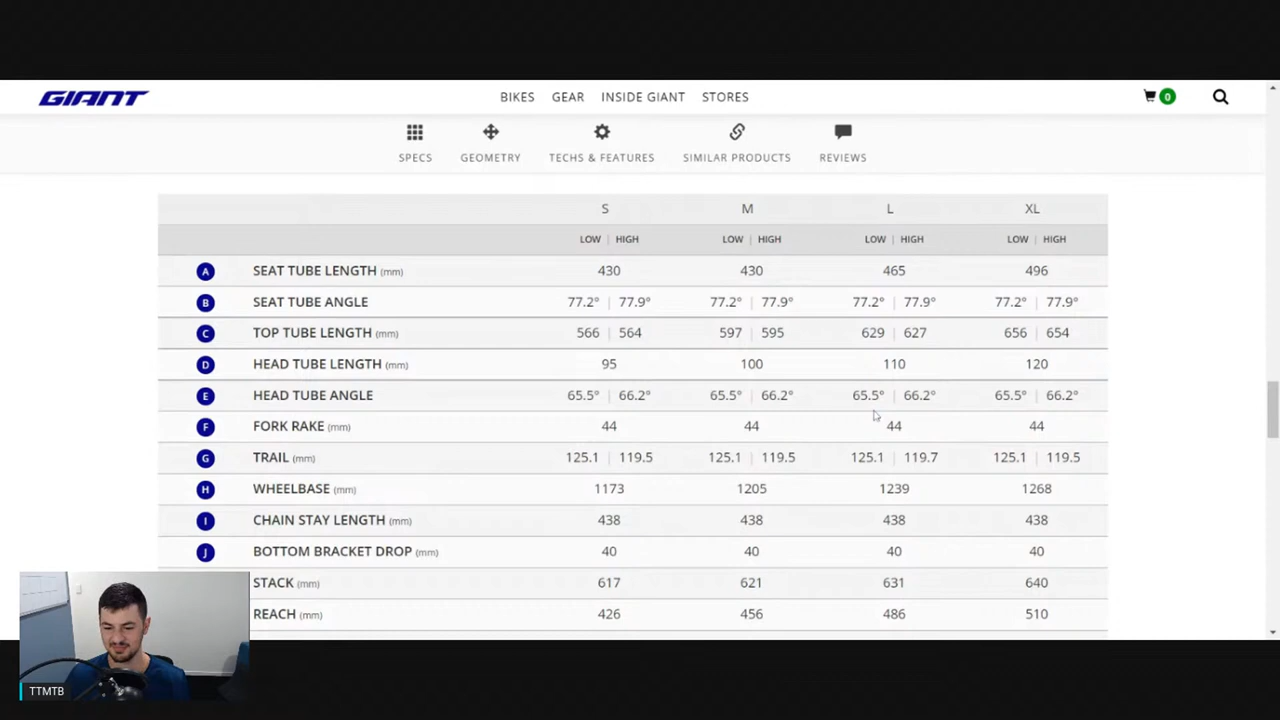 GIANT
BIKES GEAR INSIDE GIANT STORES
0
SPECS GEOMETRY TECHS & FEATURES SIMILAR PRODUCTS REVIEWS
S M L XL
LOW | HIGH LOW | HIGH LOW | HIGH LOW | HIGH
A SEAT TUBE LENGTH (mm) 430 430 465 496
B SEAT TUBE ANGLE 77.2° | 77.9° 77.2° | 77.9° 77.2° | 77.9° 77.2° | 77.9°
C TOP TUBE LENGTH (mm) 566 | 564 597 | 595 629 | 627 656 | 654
D HEAD TUBE LENGTH (mm) 95 100 110 120
E HEAD TUBE ANGLE 65.5° | 66.2° 65.5° | 66.2° 65.5° | 66.2° 65.5° | 66.2°
F FORK RAKE (mm) 44 44 44 44
G TRAIL (mm) 125.1 | 119.5 125.1 | 119.5 125.1 | 119.7 125.1 | 119.5
H WHEELBASE (mm) 1173 1205 1239 1268
I CHAIN STAY LENGTH (mm) 438 438 438 438
J BOTTOM BRACKET DROP (mm) 40 40 40 40
STACK (mm) 617 621 631 640
REACH (mm) 426 456 486 510
TTMTB